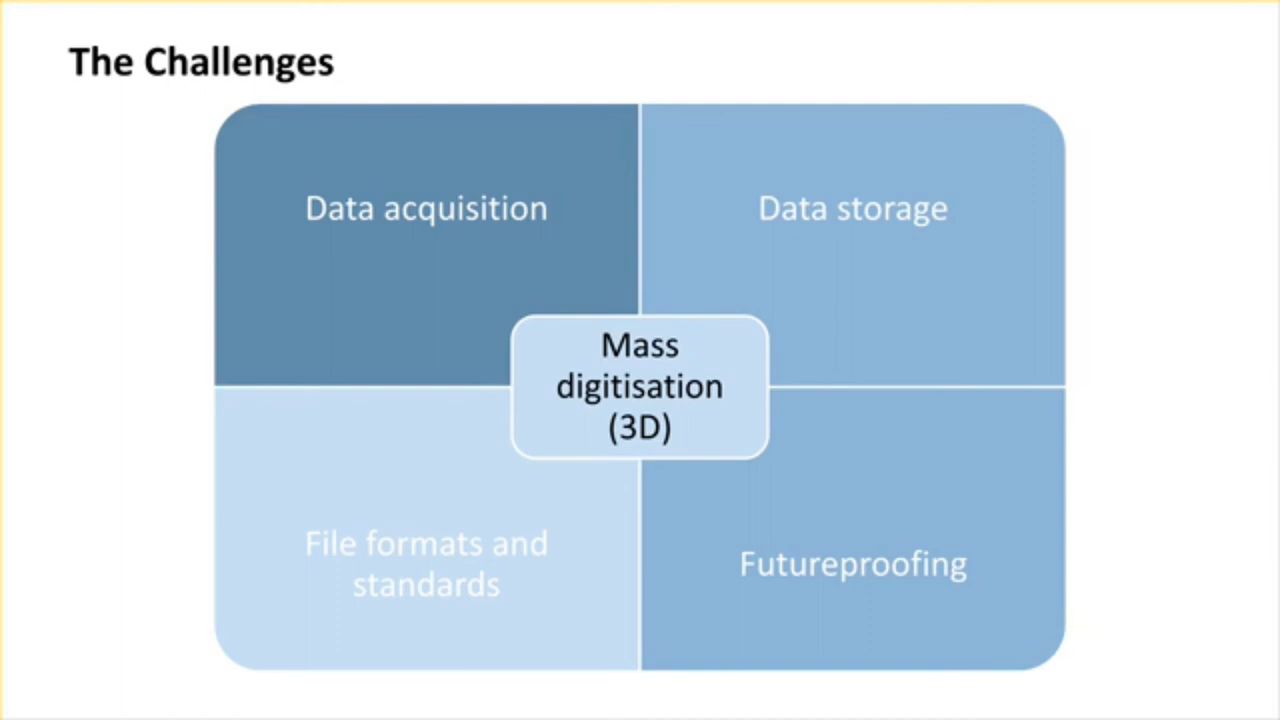 The Challenges
Data acquisition
Data storage
Mass
digitisation
(3D)
File formats and
standards
Futureproofing